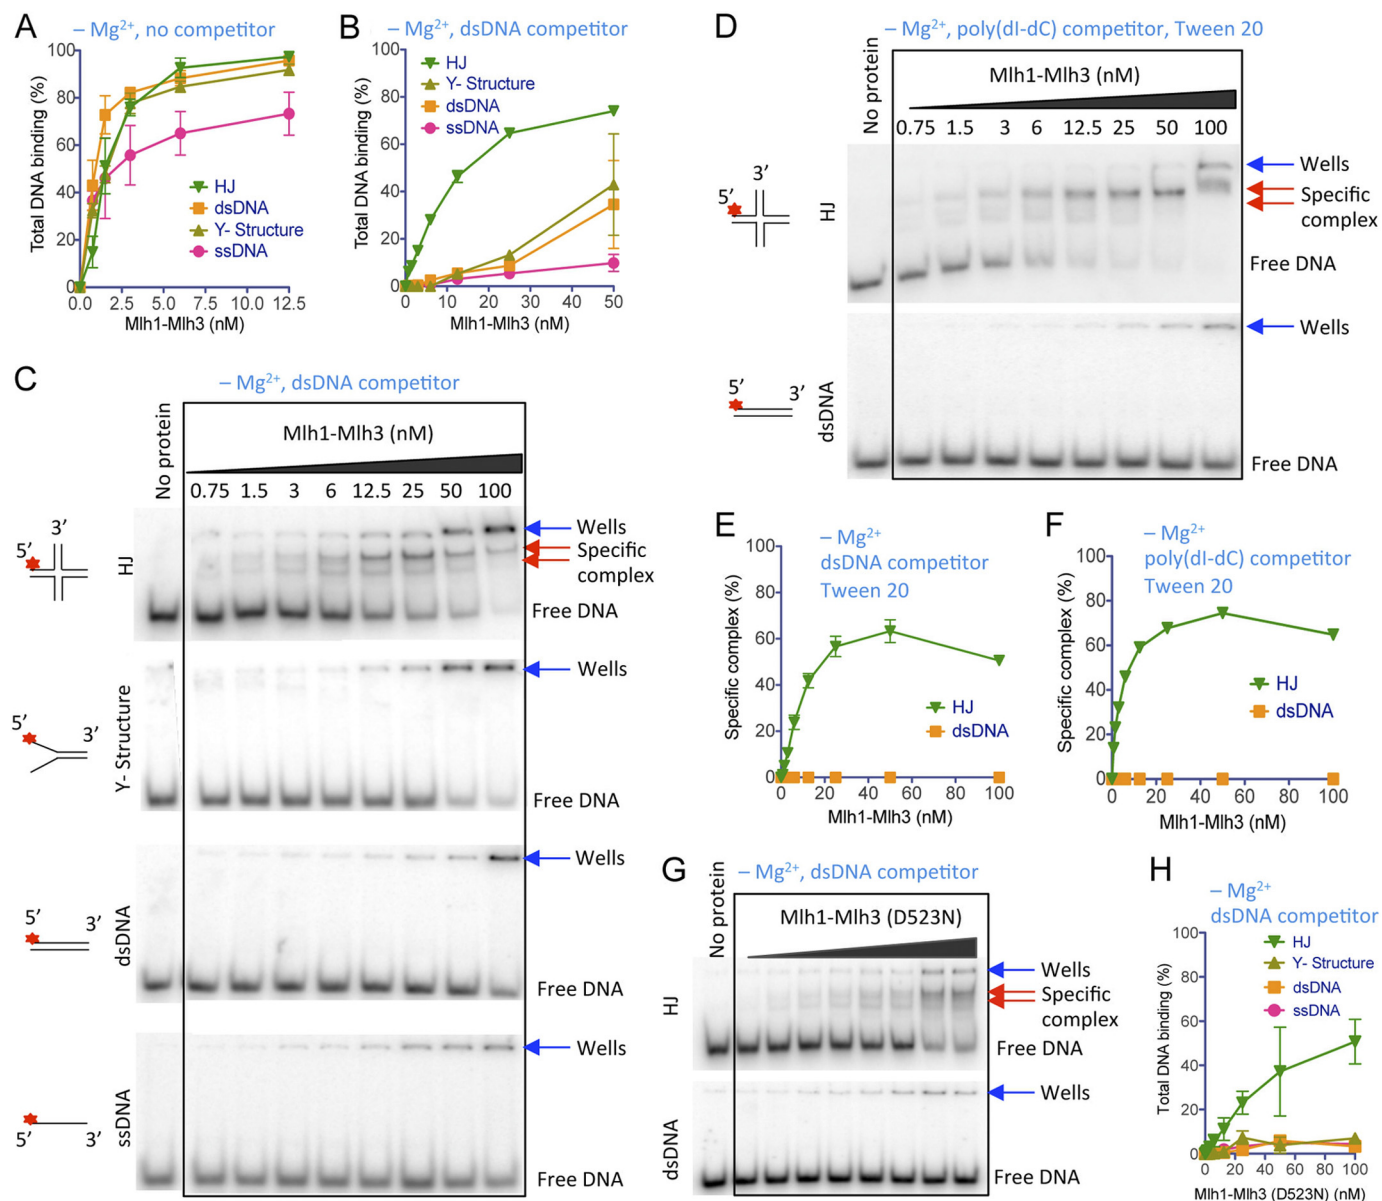 A
– Mg2+, no competitor
Total DNA binding (%)
100
80
60
40
20
0
HJ
dsDNA
Y- Structure
ssDNA
0.0 2.5 5.0 7.5 10.0 12.5
Mlh1-Mlh3 (nM)
B
– Mg2+, dsDNA competitor
Total DNA binding (%)
100
80
60
40
20
0
HJ
Y- Structure
dsDNA
ssDNA
0 10 20 30 40 50
Mlh1-Mlh3 (nM)
C
– Mg2+, dsDNA competitor
No protein
Mlh1-Mlh3 (nM)
0.75 1.5 3 6 12.5 25 50 100
3′
5′
HJ
Wells
Specific
complex
Free DNA
5′
3′
Y- Structure
Wells
Free DNA
5′
3′
dsDNA
Wells
Free DNA
5′
3′
ssDNA
Wells
Free DNA
D
– Mg2+, poly(dI-dC) competitor, Tween 20
No protein
Mlh1-Mlh3 (nM)
0.75 1.5 3 6 12.5 25 50 100
3′
5′
HJ
Wells
Specific
complex
Free DNA
5′
3′
dsDNA
Wells
Free DNA
E
– Mg2+
dsDNA competitor
Tween 20
Specific complex (%)
100
80
60
40
20
0
HJ
dsDNA
0 20 40 60 80 100
Mlh1-Mlh3 (nM)
F
– Mg2+
poly(dI-dC) competitor
Tween 20
Specific complex (%)
100
80
60
40
20
0
HJ
dsDNA
0 20 40 60 80 100
Mlh1-Mlh3 (nM)
G
– Mg2+, dsDNA competitor
No protein
Mlh1-Mlh3 (D523N)
HJ
Wells
Specific
complex
Free DNA
dsDNA
Wells
Free DNA
H
– Mg2+
dsDNA competitor
Total DNA binding (%)
100
80
60
40
20
0
HJ
Y- Structure
dsDNA
ssDNA
0 20 40 60 80 100
Mlh1-Mlh3 (D523N) (nM)